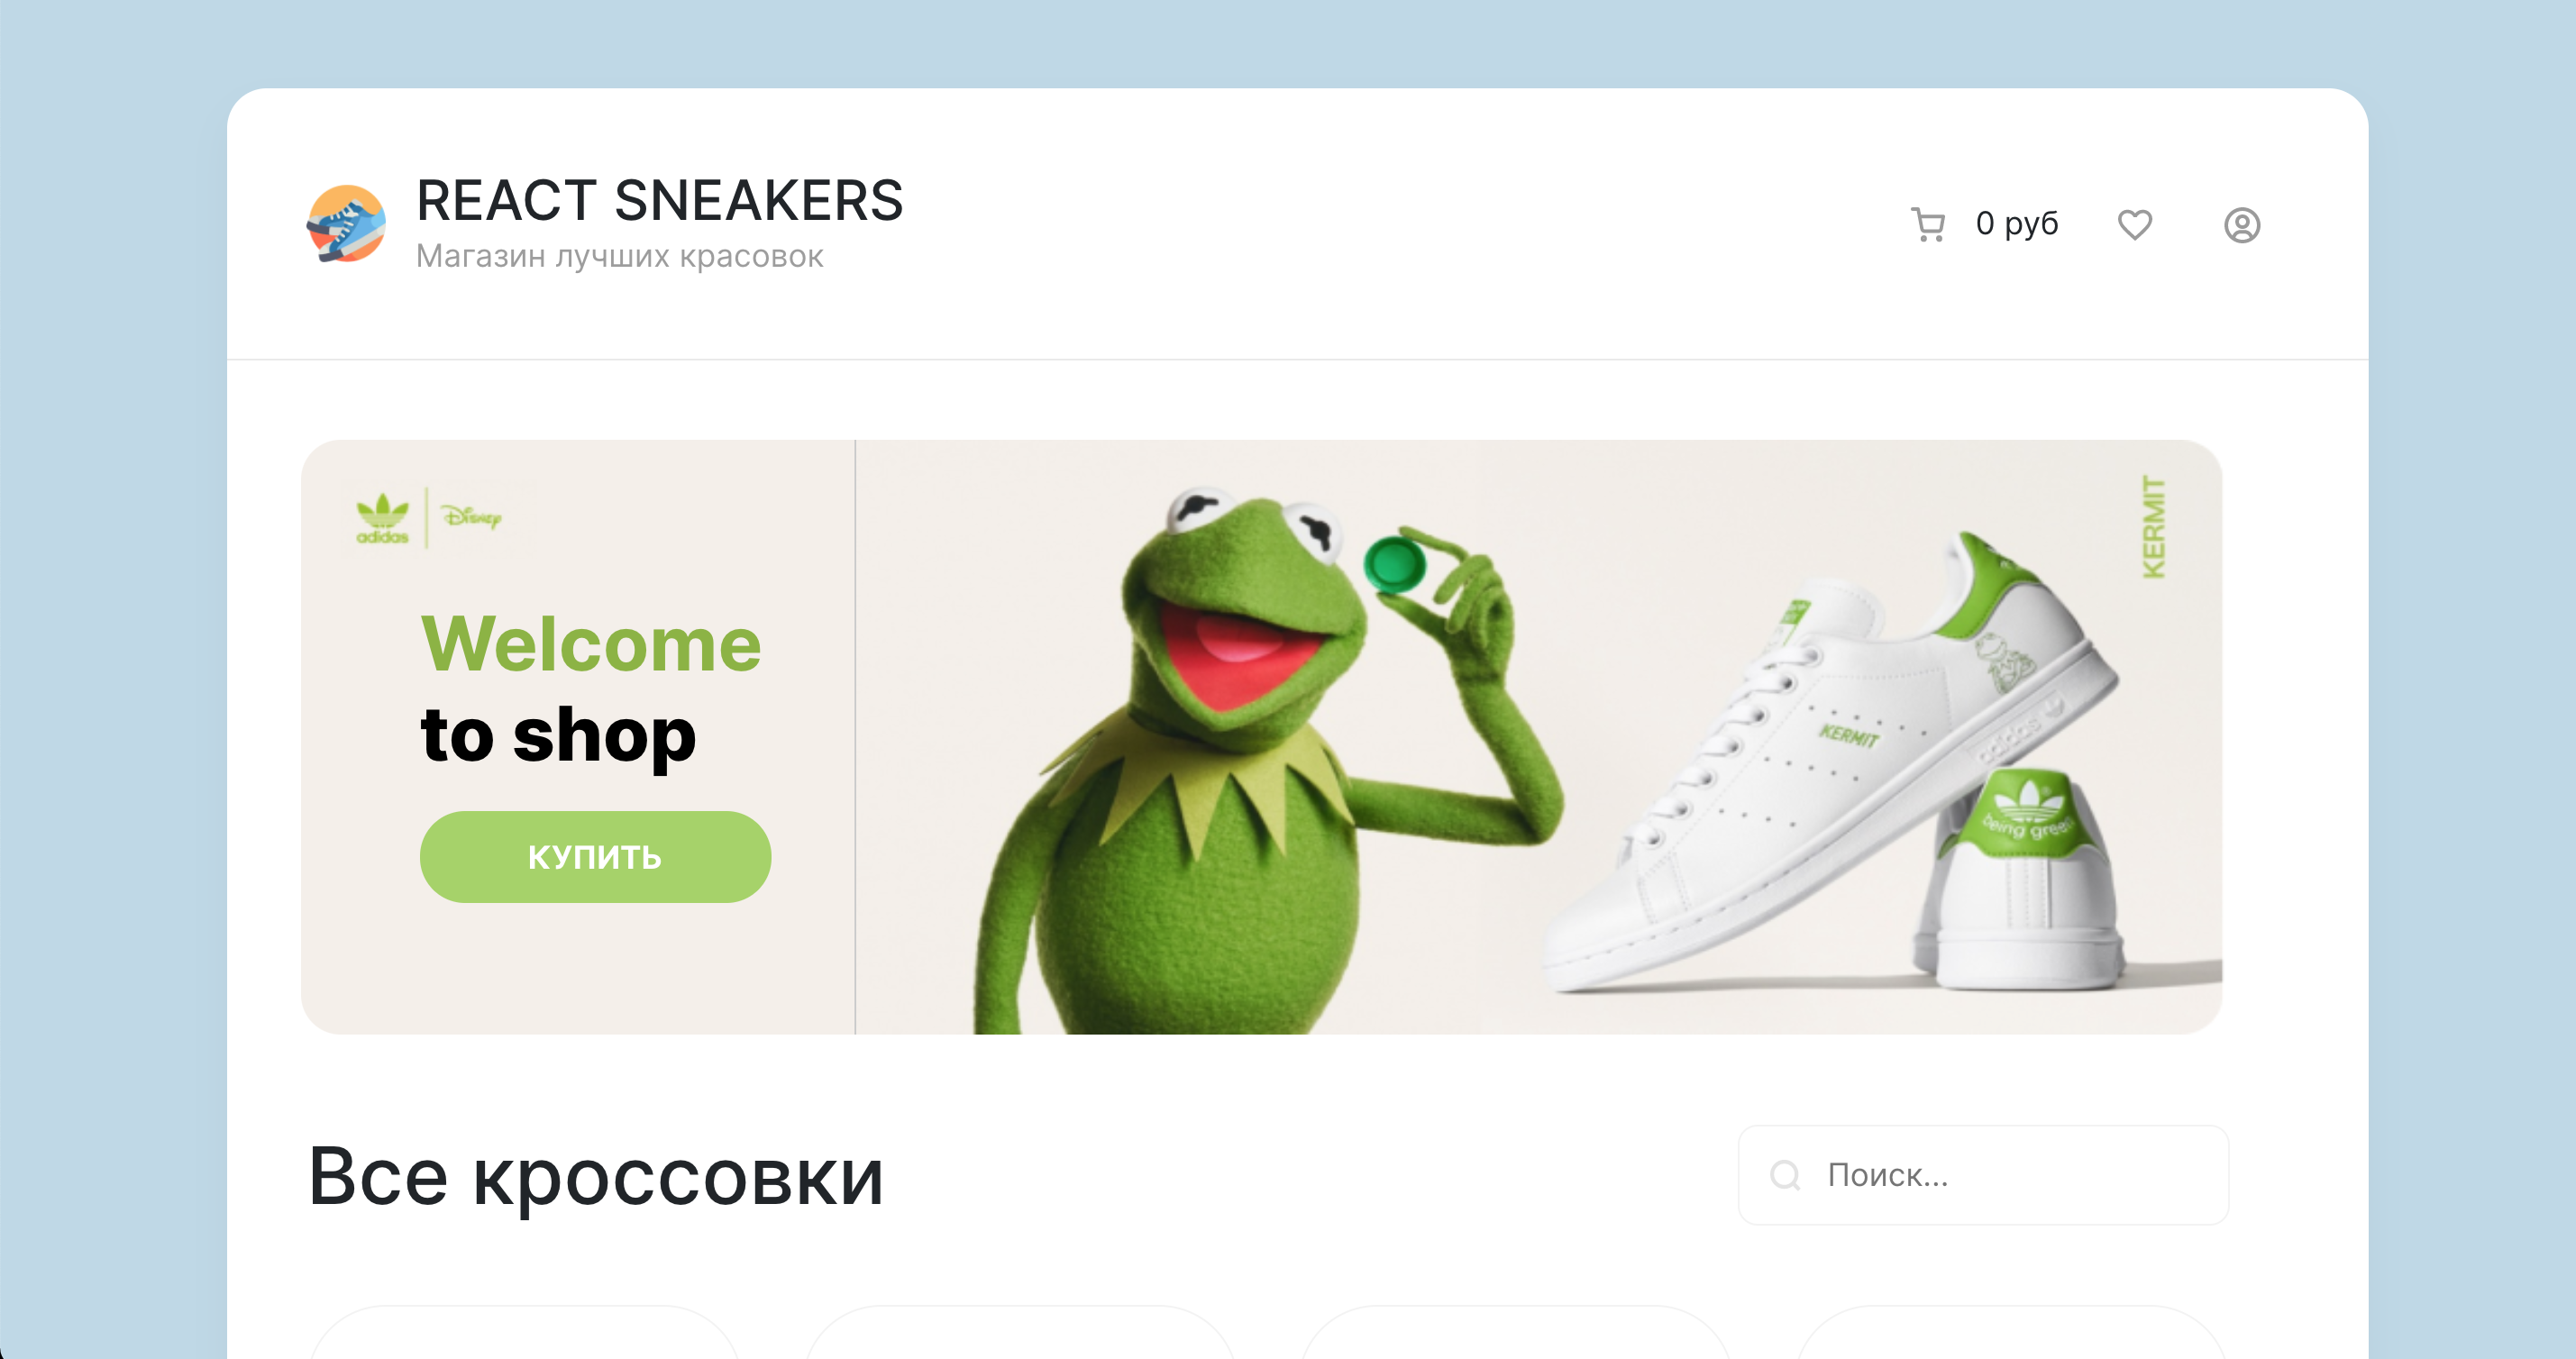 REACT SNEAKERS
Магазин лучших красовок
0 руб
adidas
Disney
KERMIT
Welcome
to shop
КУПИТЬ
KERMIT
adidas
being green
Все кроссовки
Поиск...